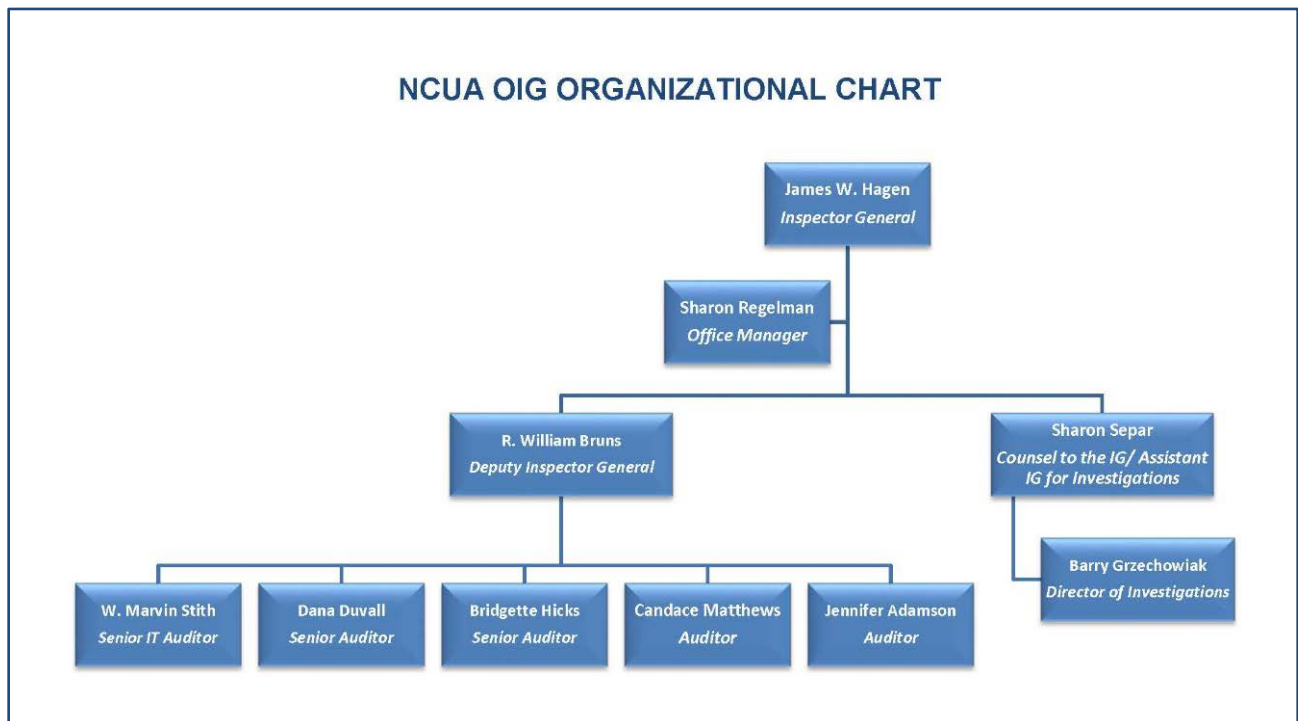 NCUA OIG ORGANIZATIONAL CHART
James W. Hagen
Inspector General
Sharon Regelman
Office Manager
R. William Bruns
Deputy Inspector General
Sharon Separ
Counsel to the IG/ Assistant
IG for Investigations
Barry Grzechowiak
Director of Investigations
W. Marvin Stith
Senior IT Auditor
Dana Duvall
Senior Auditor
Bridgette Hicks
Senior Auditor
Candace Matthews
Auditor
Jennifer Adamson
Auditor